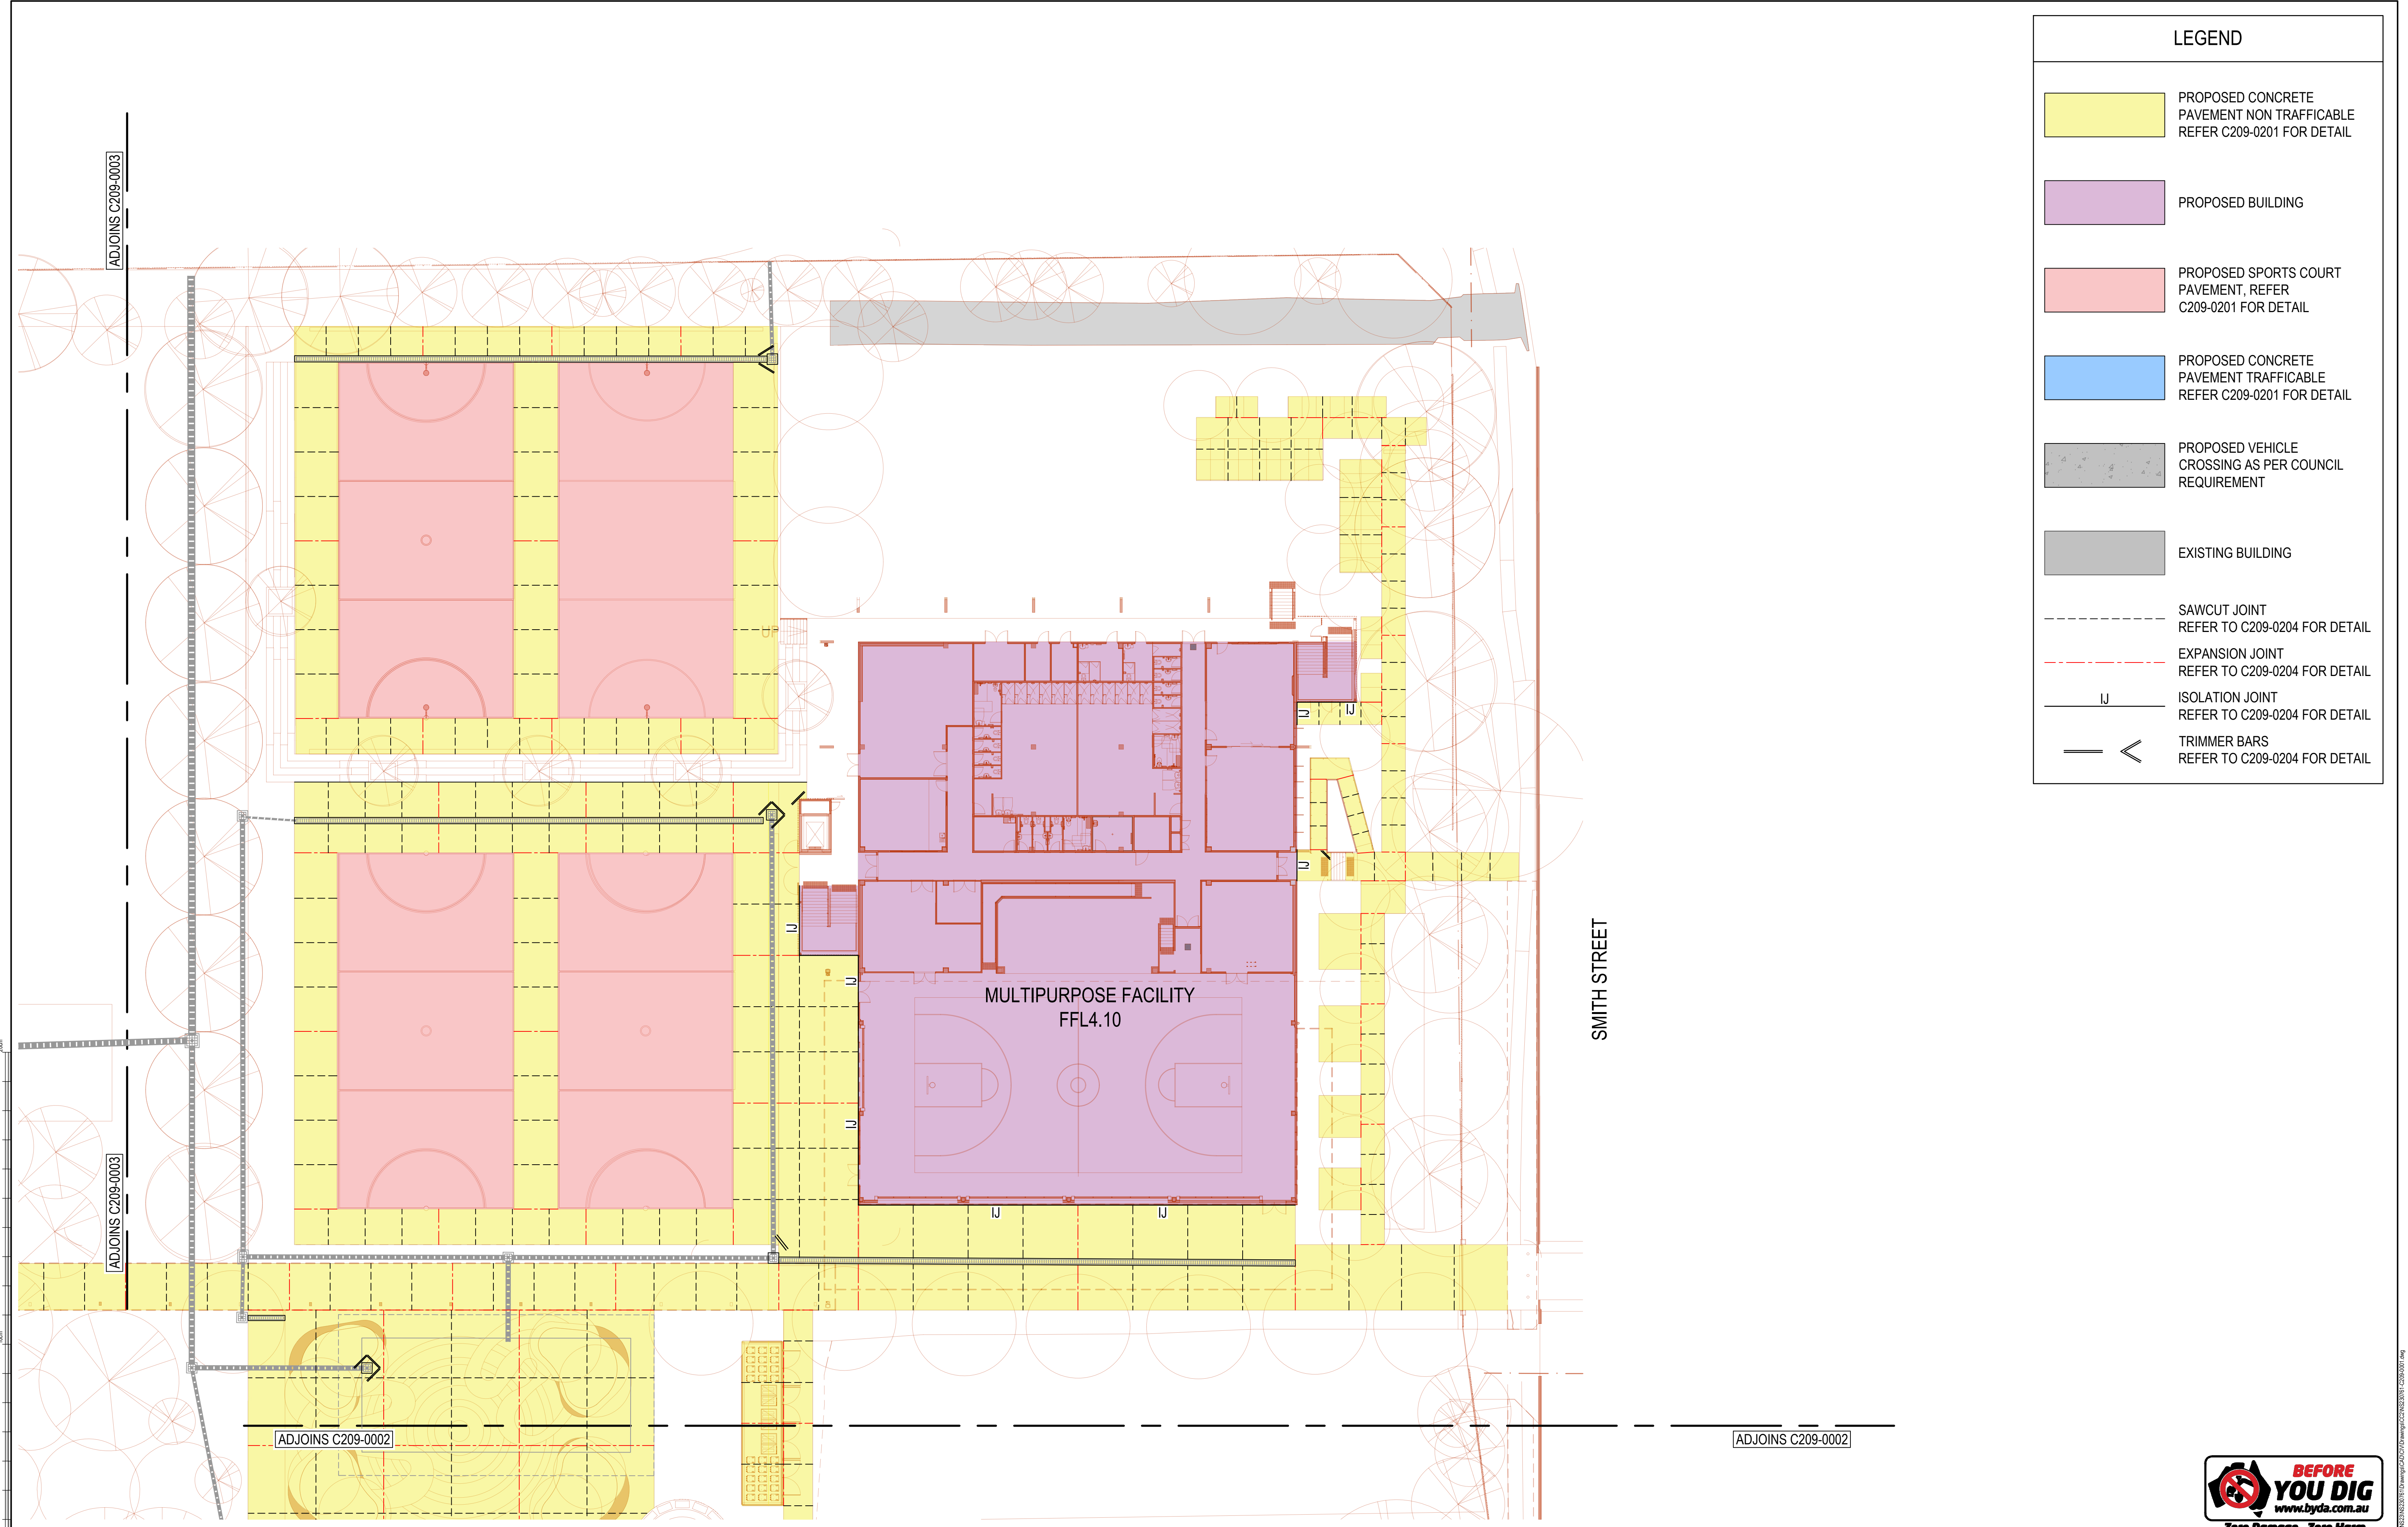 LEGEND
PROPOSED CONCRETE
PAVEMENT NON TRAFFICABLE
REFER C209-0201 FOR DETAIL
PROPOSED BUILDING
PROPOSED SPORTS COURT
PAVEMENT, REFER
C209-0201 FOR DETAIL
PROPOSED CONCRETE
PAVEMENT TRAFFICABLE
REFER C209-0201 FOR DETAIL
PROPOSED VEHICLE
CROSSING AS PER COUNCIL
REQUIREMENT
EXISTING BUILDING
SAWCUT JOINT
REFER TO C209-0204 FOR DETAIL
EXPANSION JOINT
REFER TO C209-0204 FOR DETAIL
IJ
ISOLATION JOINT
REFER TO C209-0204 FOR DETAIL
TRIMMER BARS
REFER TO C209-0204 FOR DETAIL
ADJOINS C209-0003
UP
IJ
IJ
IJ
IJ
IJ
MULTIPURPOSE FACILITY
FFL4.10
SMITH STREET
IJ
IJ
IJ
ADJOINS C209-0003
ADJOINS C209-0002
ADJOINS C209-0002
BEFORE
YOU DIG
www.byda.com.au
Zero Damage - Zero Harm